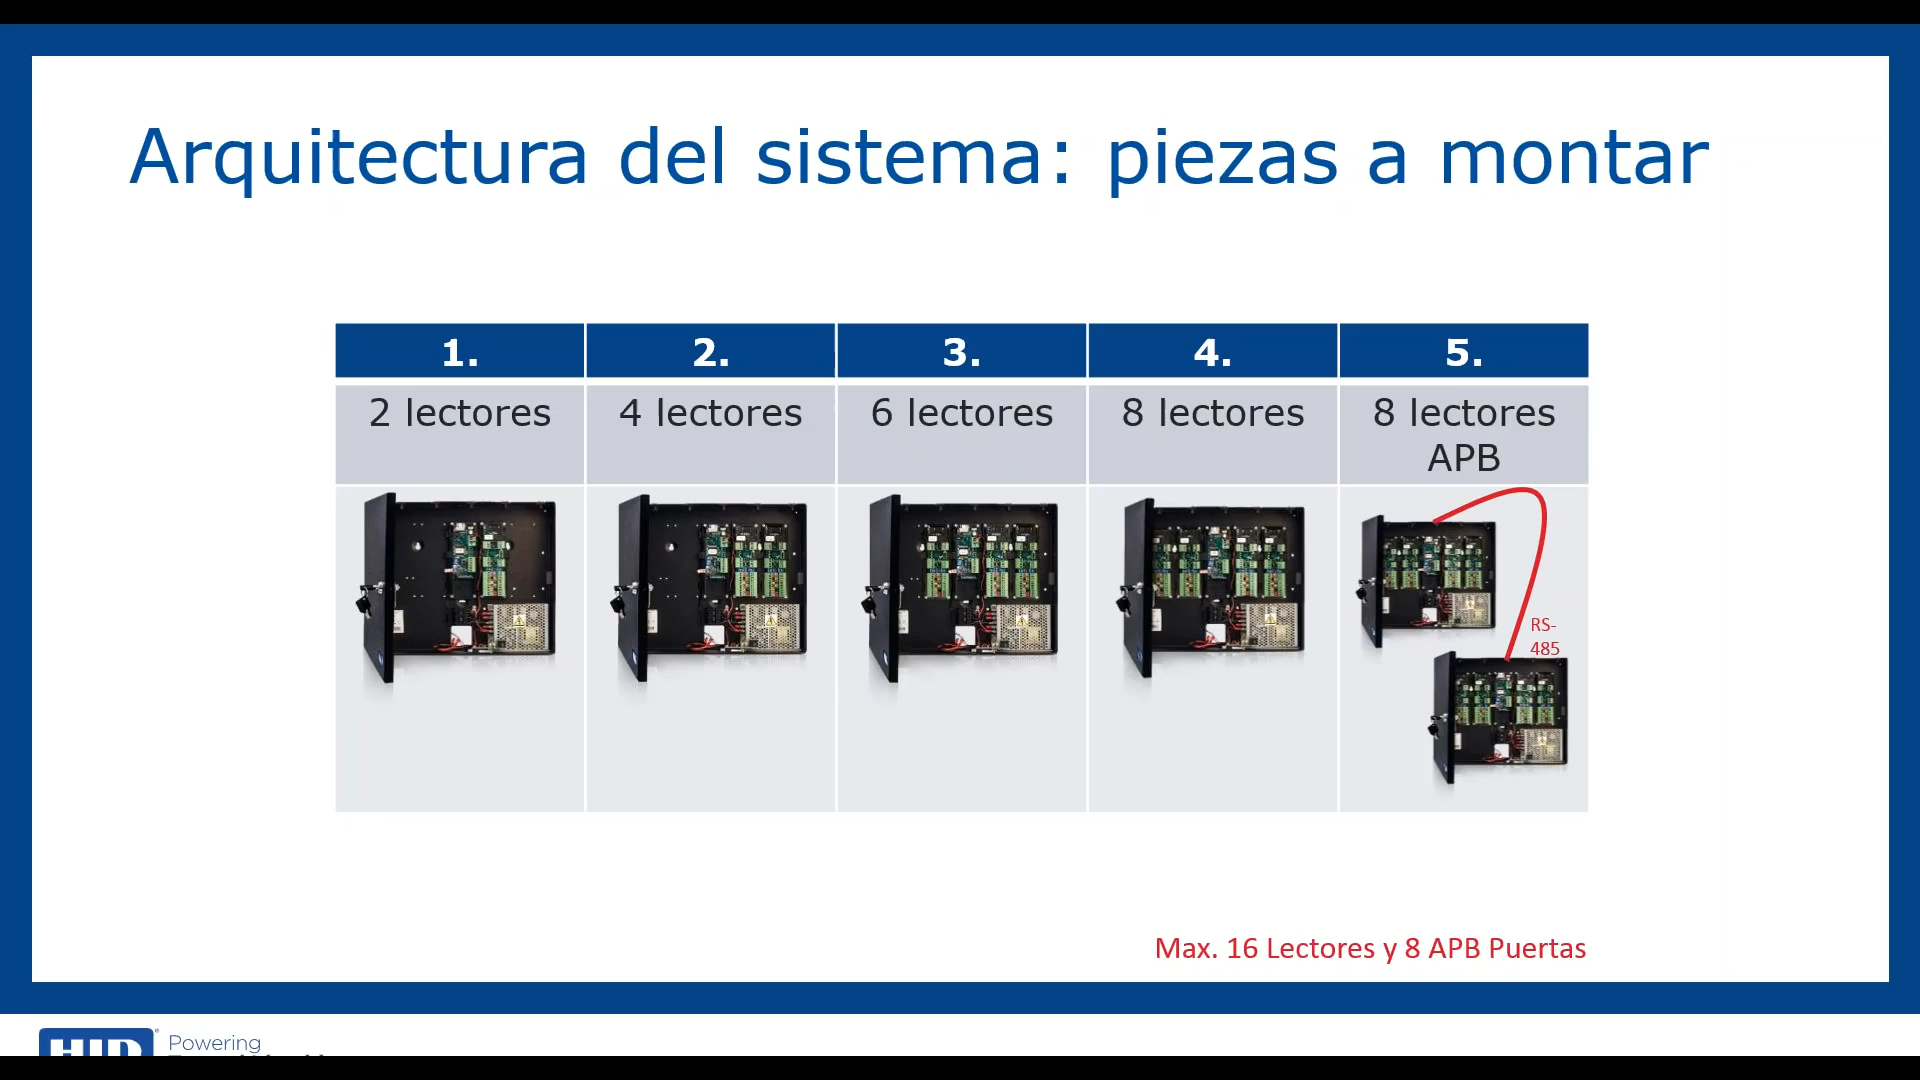 Arquitectura del sistema: piezas a montar
1.
2.
3.
4.
5.
2 lectores
4 lectores
6 lectores
8 lectores
8 lectores
APB
RS-
485
Max. 16 Lectores y 8 APB Puertas
HID
Powering